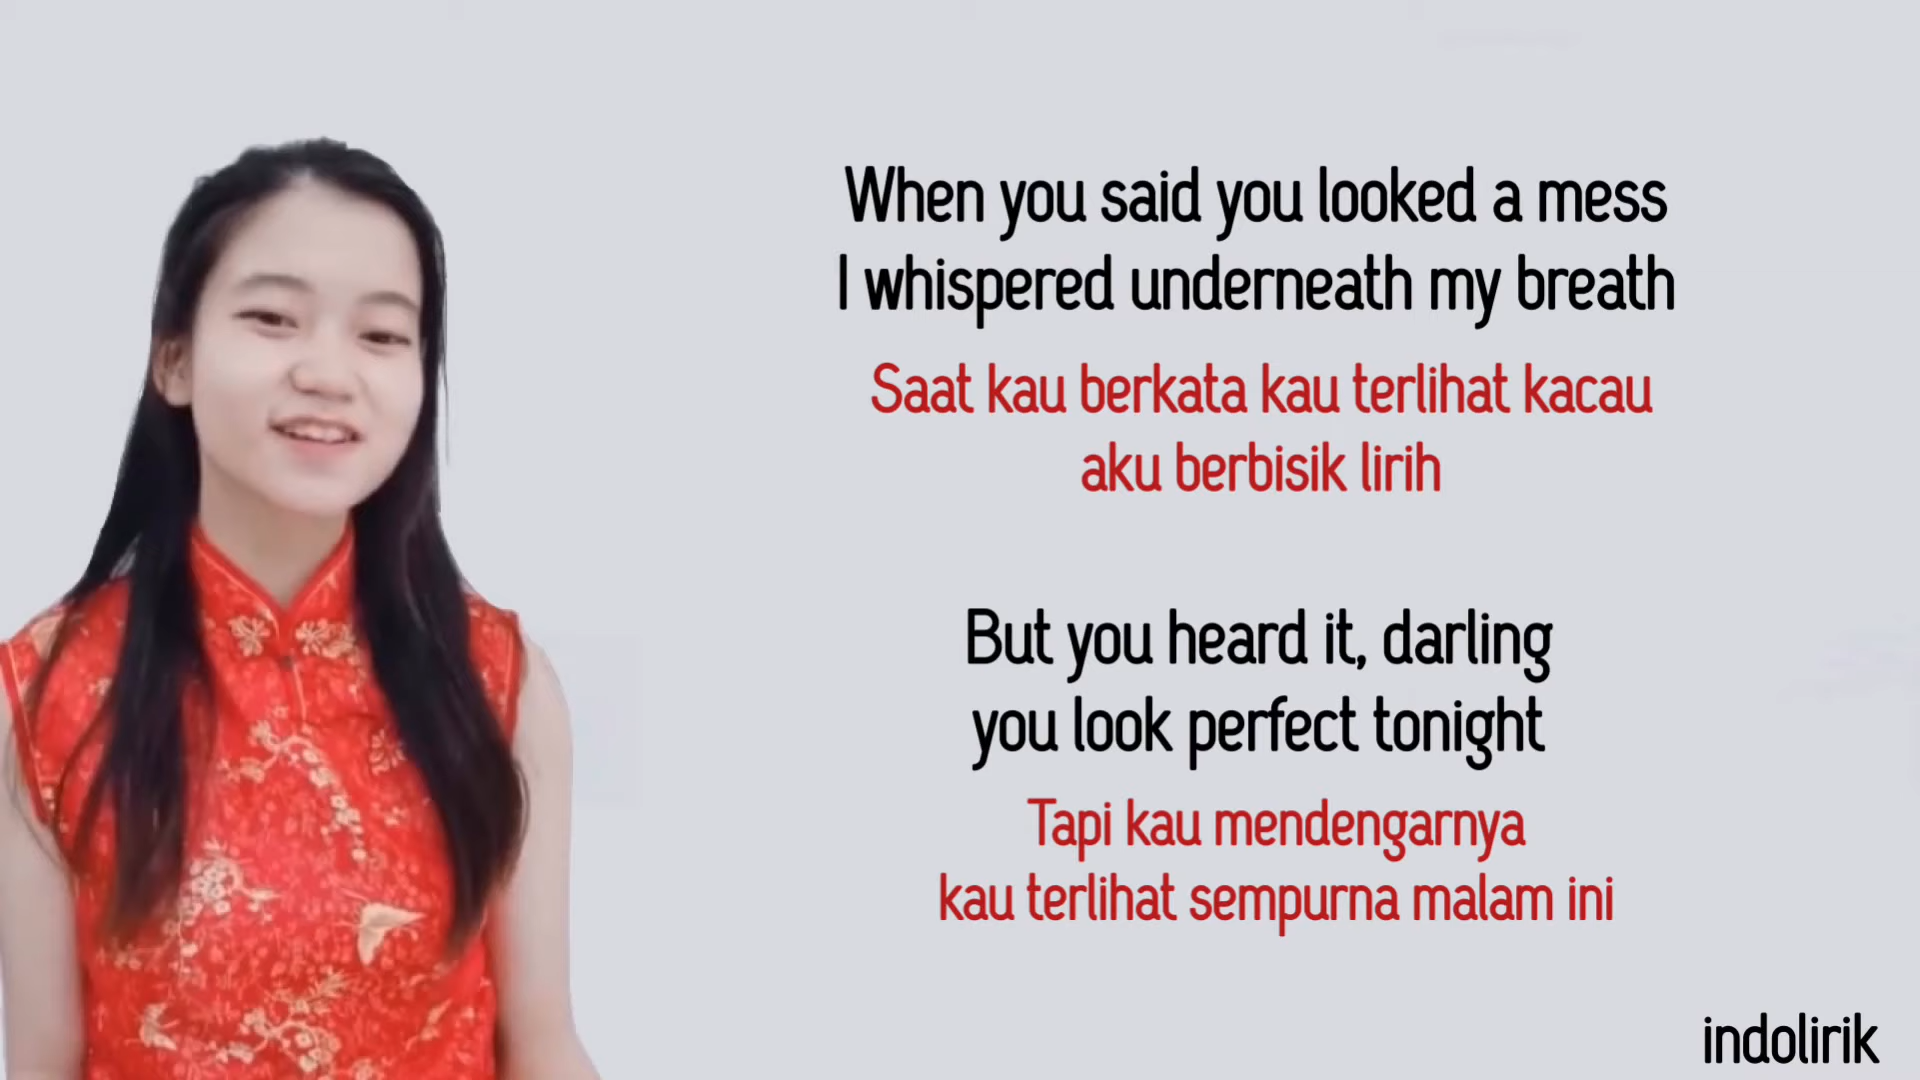 When you said you looked a mess
I whispered underneath my breath
Saat kau berkata kau terlihat kacau
aku berbisik lirih
But you heard it, darling
you look perfect tonight
Tapi kau mendengarnya
kau terlihat sempurna malam ini
indolirik